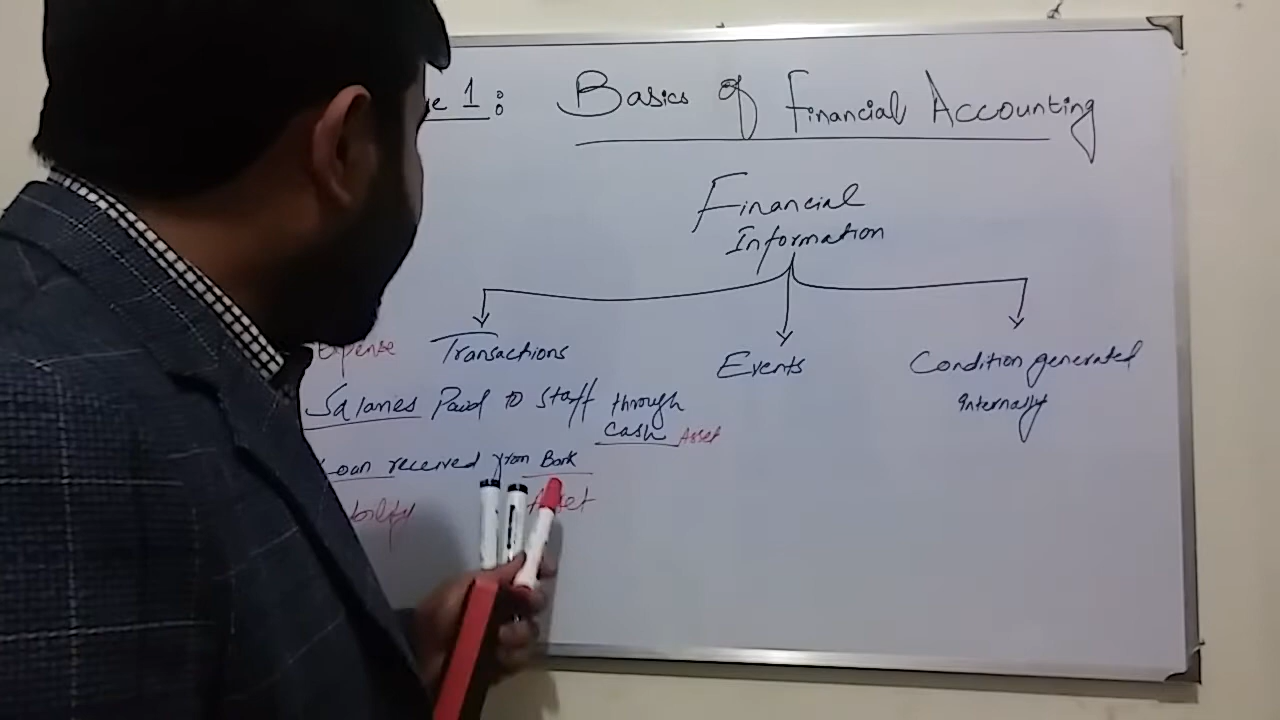 1: Basics of Financial Accounting
Financial
Information
Expense Transactions Events Condition generated
Internally
Salaries Paid to Staff through
Cash Asset
Loan received from Bank
Asset